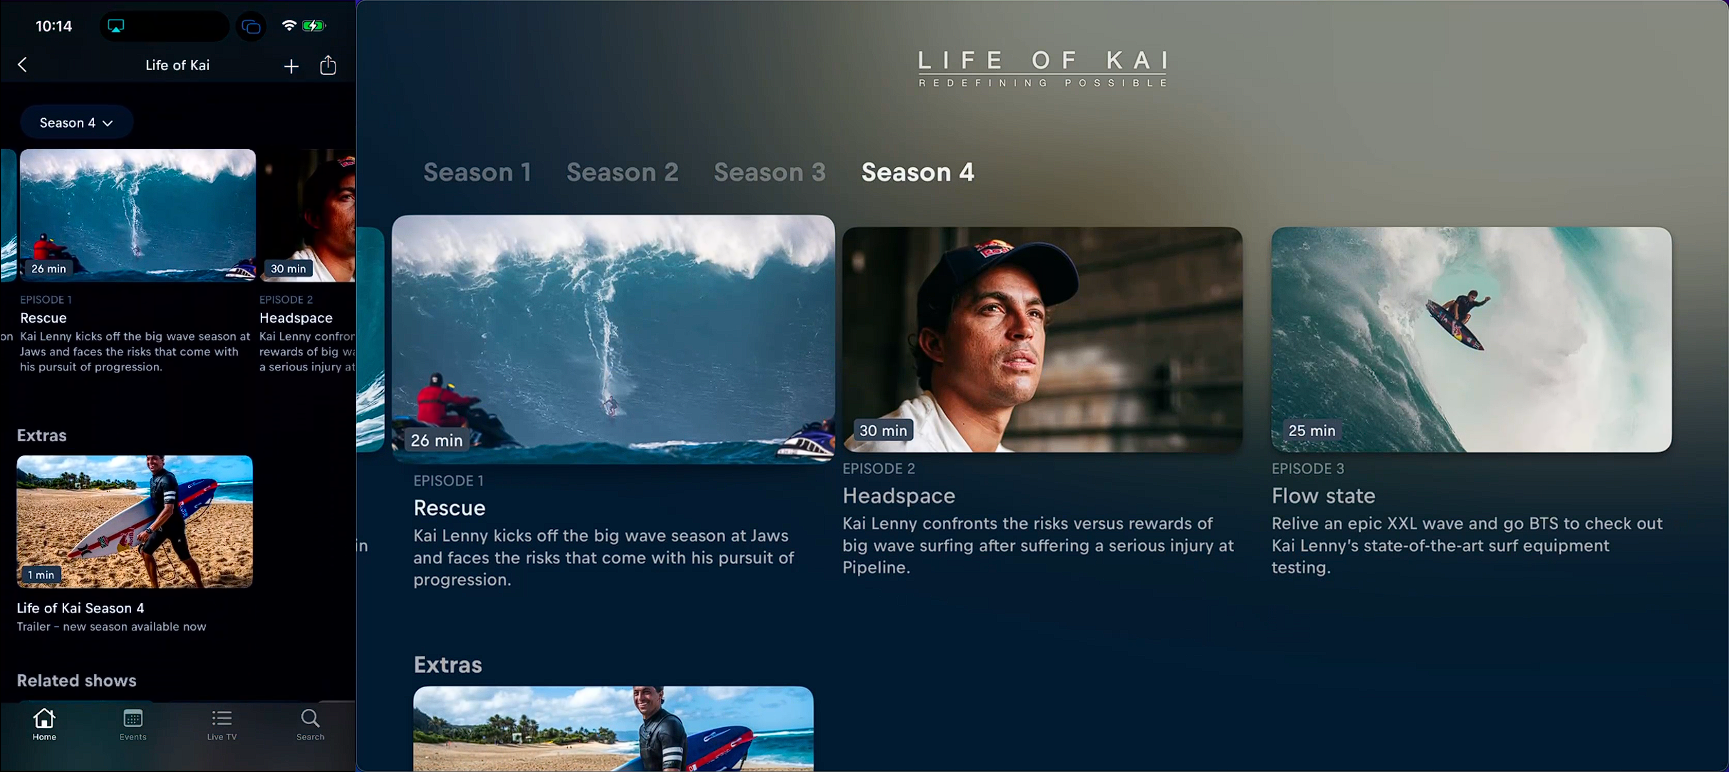 10:14
Life of Kai
Season 4
26 min
30 min
EPISODE 1
EPISODE 2
Rescue
Headspace
on
Kai Lenny kicks off the big wave season at
Jaws and faces the risks that come with
his pursuit of progression.
Kai Lenny confron
rewards of big wa
a serious injury at
Extras
1 min
Life of Kai Season 4
Trailer – new season available now
Related shows
Home
Events
Live TV
Search
LIFE OF KAI
REDEFINING POSSIBLE
Season 1
Season 2
Season 3
Season 4
26 min
30 min
25 min
EPISODE 1
Rescue
Kai Lenny kicks off the big wave season at Jaws
and faces the risks that come with his pursuit of
progression.
in
EPISODE 2
Headspace
Kai Lenny confronts the risks versus rewards of
big wave surfing after suffering a serious injury at
Pipeline.
EPISODE 3
Flow state
Relive an epic XXL wave and go BTS to check out
Kai Lenny's state-of-the-art surf equipment
testing.
Extras